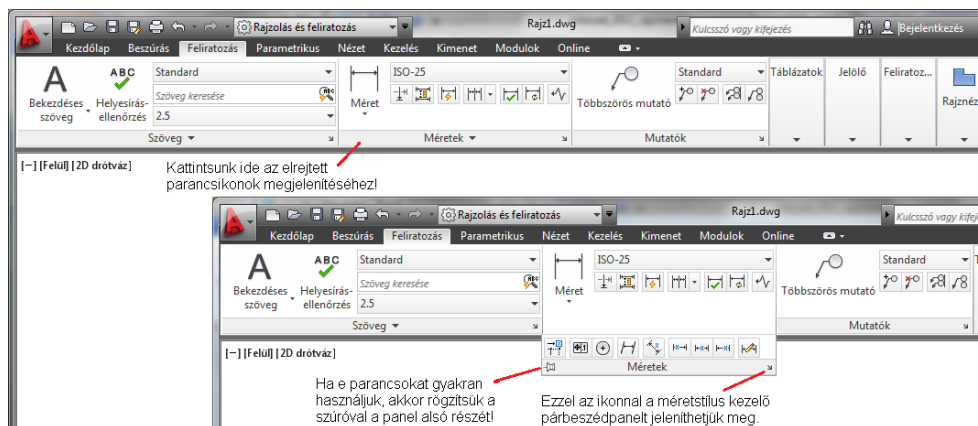 Rajzolás és feliratozás
Rajz1.dwg
Kulcsszó vagy kifejezés
Bejelentkezés
Kezdőlap Beszúrás Feliratozás Parametrikus Nézet Kezelés Kimenet Modulok Online
A
ABC
Bekezdéses szöveg
Helyesírás-ellenőrzés
Standard
Szöveg keresése
2.5
Méret
ISO-25
Többszörös mutató
Standard
Táblázatok
Jelölő
Feliratoz...
Rajznéz
Szöveg
Méretek
Mutatók
[−] [Felül] [2D drótváz]
Kattintsunk ide az elrejtett
parancsikonok megjelenítéséhez!
Rajzolás és feliratozás
Rajz1.dwg
Kulcsszó vagy kifej
Kezdőlap Beszúrás Feliratozás Parametrikus Nézet Kezelés Kimenet Modulok Online
A
ABC
Bekezdéses szöveg
Helyesírás-ellenőrzés
Standard
Szöveg keresése
2.5
Méret
ISO-25
Többszörös mutató
Standard
Szöveg
Mutatók
[−] [Felül] [2D drótváz]
Méretek
Ha e parancsokat gyakran
használjuk, akkor rögzítsük a
szúróval a panel alsó részét!
Ezzel az ikonnal a méretstílus kezelő
párbeszédpanelt jeleníthetjük meg.